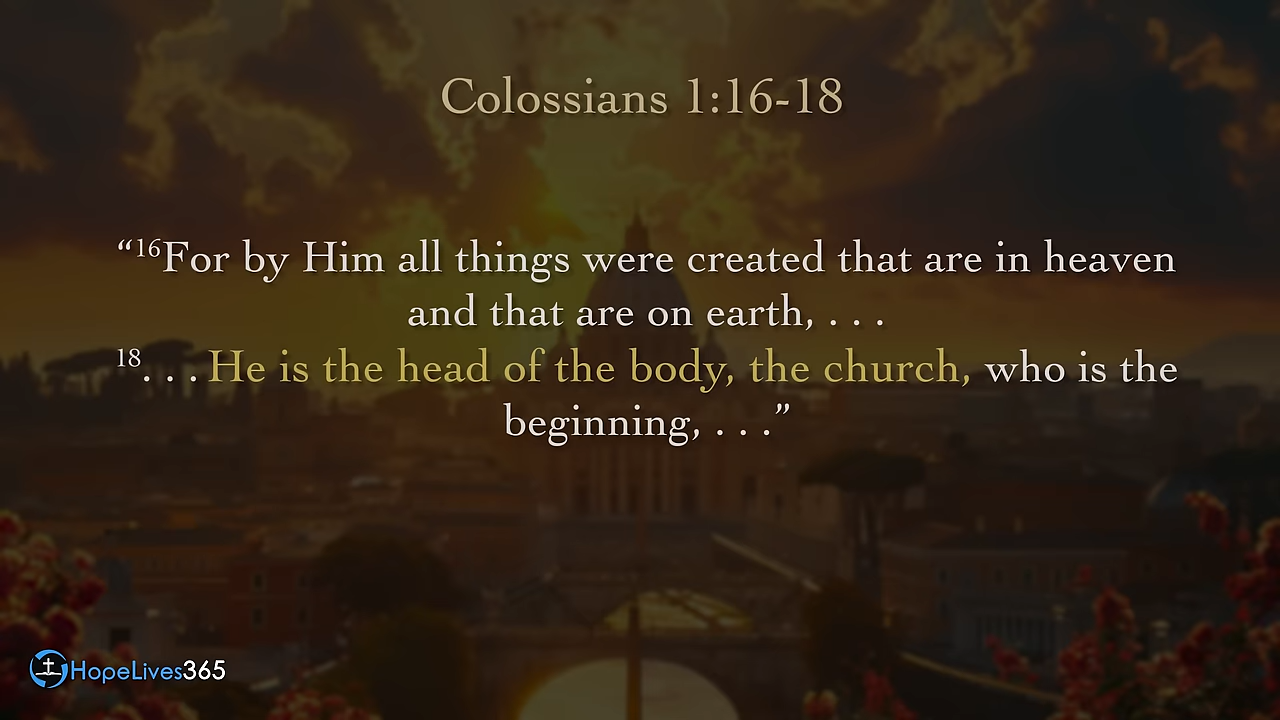 Colossians 1:16-18
“¹⁶For by Him all things were created that are in heaven
and that are on earth, . . .
¹⁸. . . He is the head of the body, the church, who is the
beginning, . . .”
HopeLives365